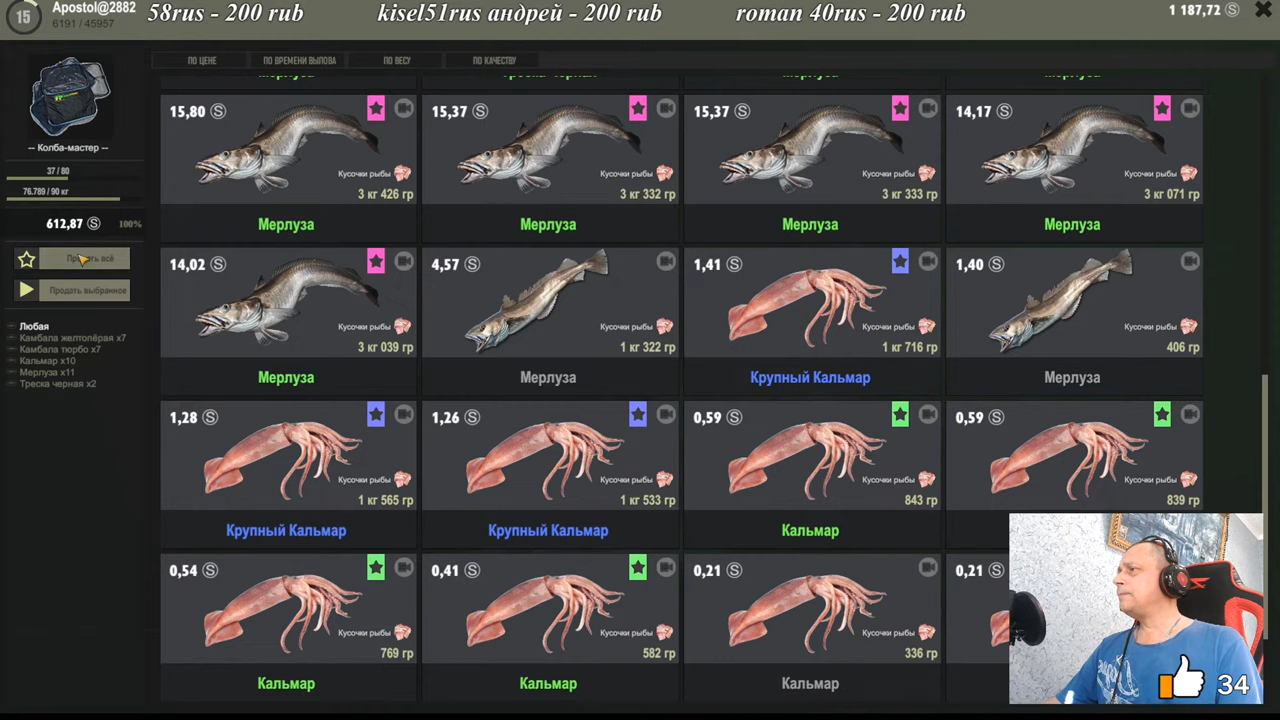 15 Apostol@2882
6191 / 45957
58rus - 200 rub kisel51rus андрей - 200 rub roman 40rus - 200 rub
1 187,72
ПО ЦЕНЕ ПО ВРЕМЕНИ ВЫЛОВА ПО ВЕСУ ПО КАЧЕСТВУ
-- Колба-мастер --
37 / 80
76.789 / 90 кг
612,87 100%
Продать выбранное
Любая
Камбала желтопёрая x7
Камбала тюрбо x7
Кальмар x10
Мерлуза x11
Треска черная x2
Мерлуза Треска черная Мерлуза Мерлуза
15,80 15,37 15,37 14,17
Кусочки рыбы Кусочки рыбы Кусочки рыбы Кусочки рыбы
3 кг 426 гр 3 кг 332 гр 3 кг 333 гр 3 кг 071 гр
Мерлуза Мерлуза Мерлуза Мерлуза
14,02 4,57 1,41 1,40
Кусочки рыбы Кусочки рыбы Кусочки рыбы Кусочки рыбы
3 кг 039 гр 1 кг 322 гр 1 кг 716 гр 406 гр
Мерлуза Мерлуза Крупный Кальмар Мерлуза
1,28 1,26 0,59 0,59
Кусочки рыбы Кусочки рыбы Кусочки рыбы Кусочки рыбы
1 кг 565 гр 1 кг 533 гр 843 гр 839 гр
Крупный Кальмар Крупный Кальмар Кальмар
0,54 0,41 0,21 0,21
Кусочки рыбы Кусочки рыбы Кусочки рыбы
769 гр 582 гр 336 гр
Кальмар Кальмар Кальмар
34